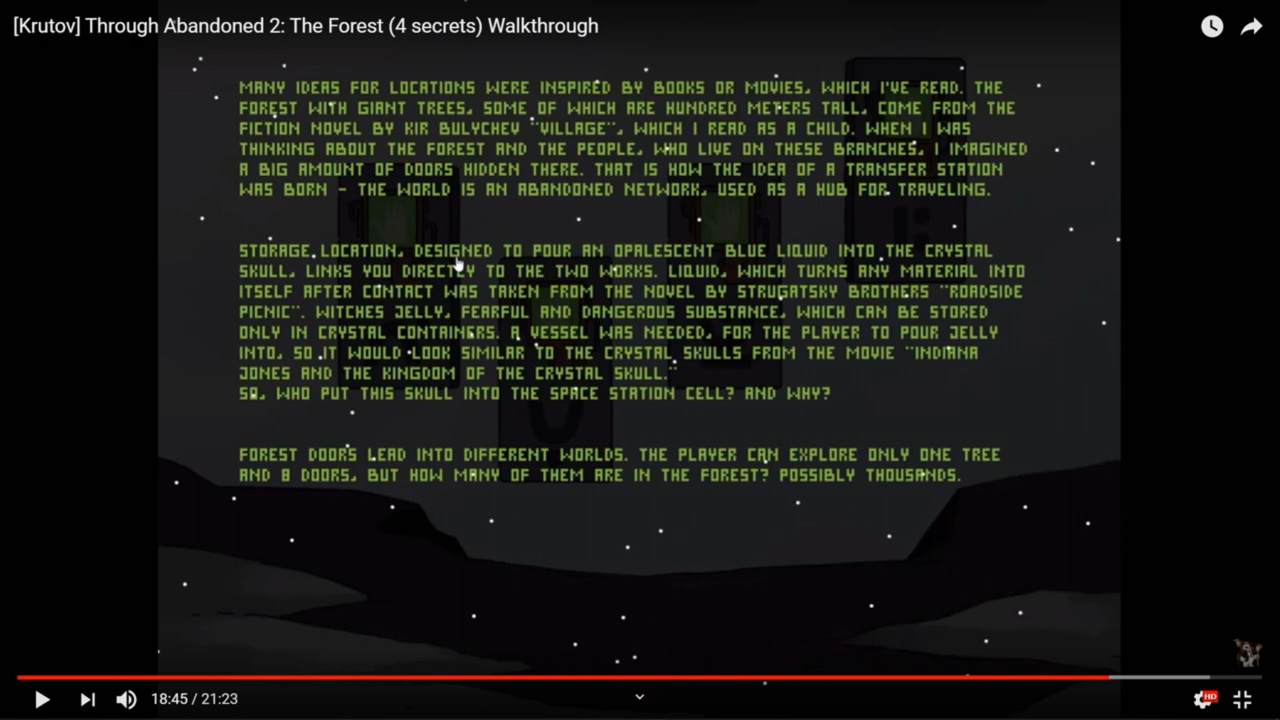 [Krutov] Through Abandoned 2: The Forest (4 secrets) Walkthrough
MANY IDEAS FOR LOCATIONS WERE INSPIRED BY BOOKS OR MOVIES, WHICH I'VE READ. THE
FOREST WITH GIANT TREES, SOME OF WHICH ARE HUNDRED METERS TALL, COME FROM THE
FICTION NOVEL BY KIR BULYCHEV "VILLAGE", WHICH I READ AS A CHILD. WHEN I WAS
THINKING ABOUT THE FOREST AND THE PEOPLE, WHO LIVE ON THESE BRANCHES, I IMAGINED
A BIG AMOUNT OF DOORS HIDDEN THERE. THAT IS HOW THE IDEA OF A TRANSFER STATION
WAS BORN - THE WORLD IS AN ABANDONED NETWORK, USED AS A HUB FOR TRAVELING.
STORAGE LOCATION, DESIGNED TO POUR AN OPALESCENT BLUE LIQUID INTO THE CRYSTAL
SKULL, LINKS YOU DIRECTLY TO THE TWO WORKS. LIQUID, WHICH TURNS ANY MATERIAL INTO
ITSELF AFTER CONTACT WAS TAKEN FROM THE NOVEL BY STRUGATSKY BROTHERS "ROADSIDE
PICNIC". WITCHES JELLY, FEARFUL AND DANGEROUS SUBSTANCE, WHICH CAN BE STORED
ONLY IN CRYSTAL CONTAINERS. A VESSEL WAS NEEDED, FOR THE PLAYER TO POUR JELLY
INTO, SO IT WOULD LOOK SIMILAR TO THE CRYSTAL SKULLS FROM THE MOVIE "INDIANA
JONES AND THE KINGDOM OF THE CRYSTAL SKULL."
SO, WHO PUT THIS SKULL INTO THE SPACE STATION CELL? AND WHY?
FOREST DOORS LEAD INTO DIFFERENT WORLDS. THE PLAYER CAN EXPLORE ONLY ONE TREE
AND 8 DOORS, BUT HOW MANY OF THEM ARE IN THE FOREST? POSSIBLY THOUSANDS.
18:45 / 21:23
HD